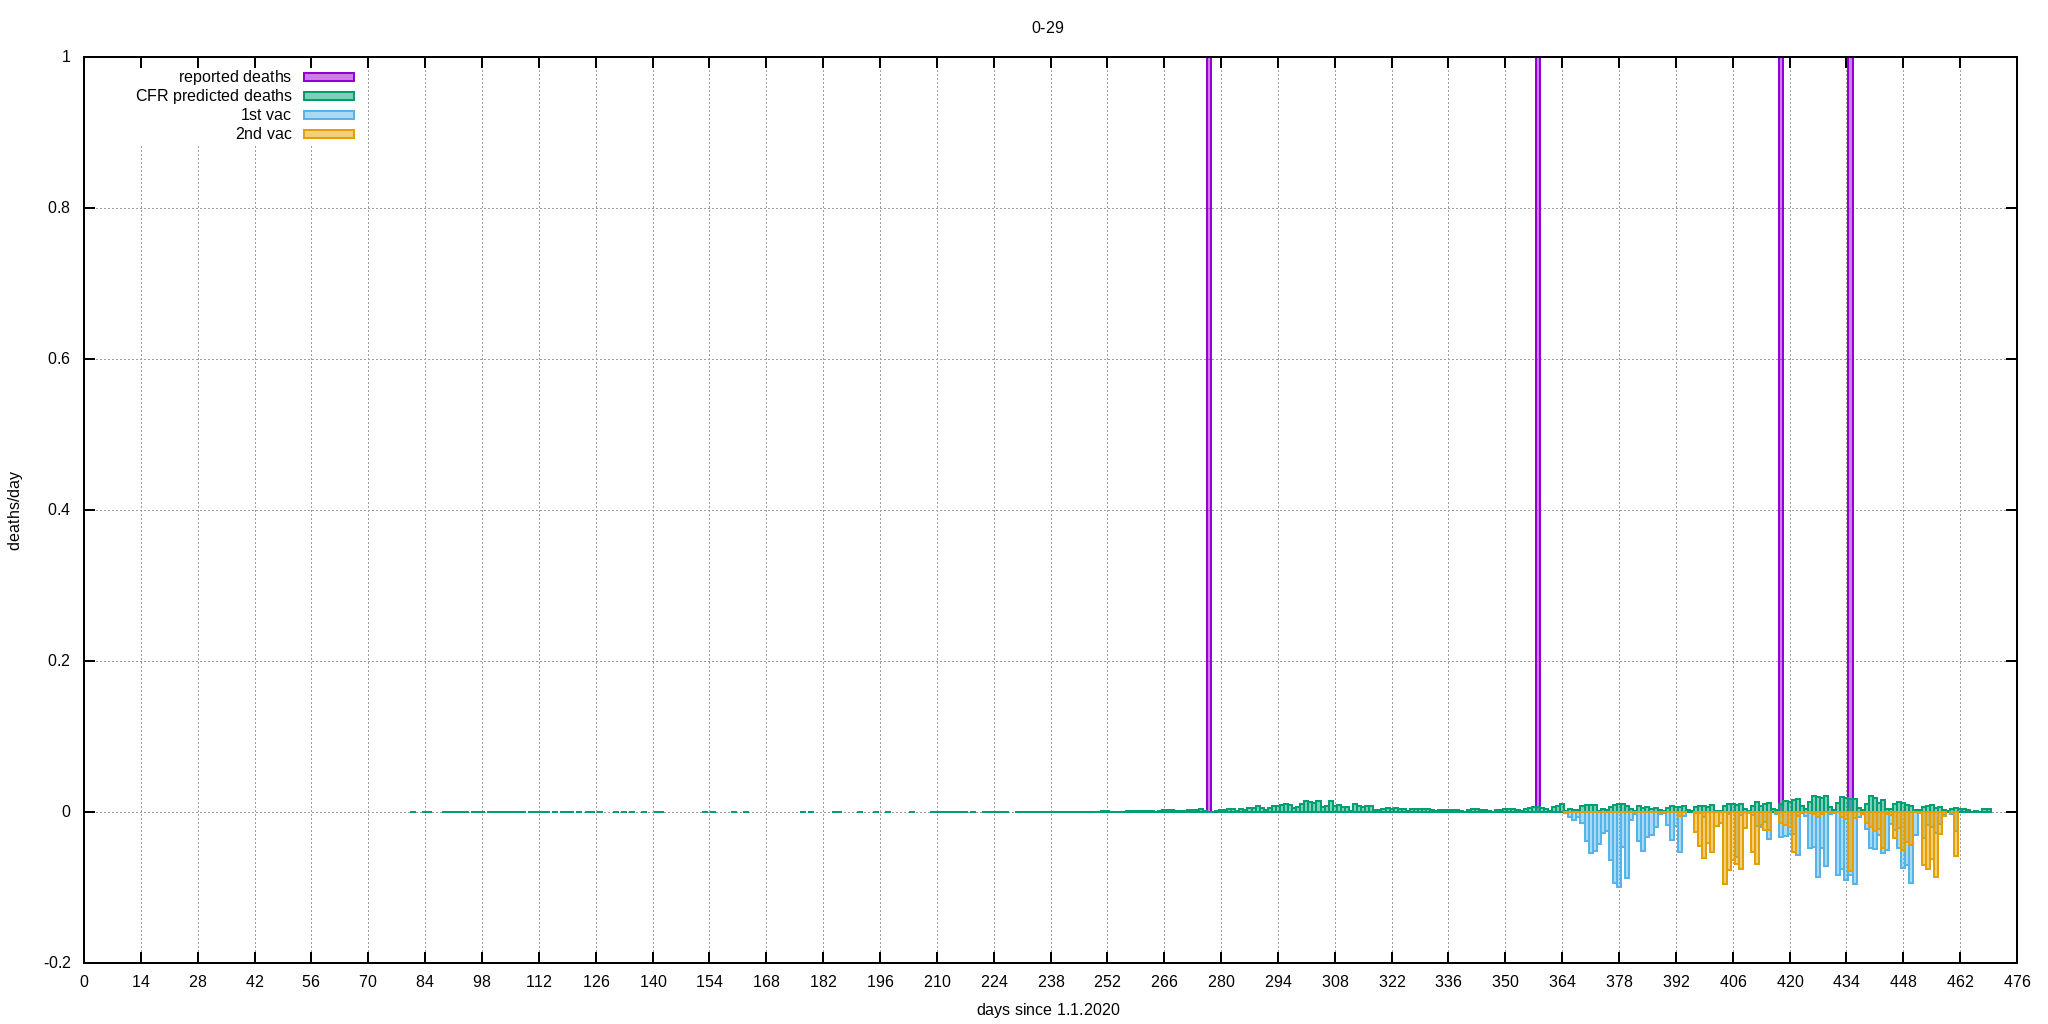 0-29
1
reported deaths
CFR predicted deaths
1st vac
2nd vac
0.8
0.6
0.4
0.2
0
-0.2
deaths/day
0 14 28 42 56 70 84 98 112 126 140 154 168 182 196 210 224 238 252 266 280 294 308 322 336 350 364 378 392 406 420 434 448 462 476
days since 1.1.2020